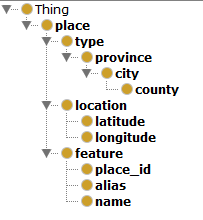 Thing
place
type
province
city
county
location
latitude
longitude
feature
place_id
alias
name